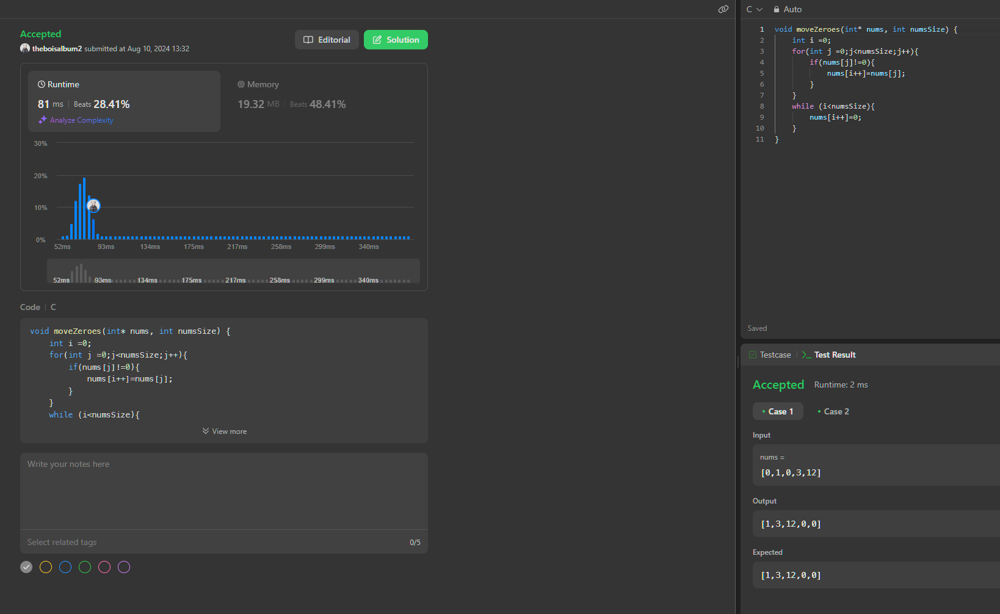 Accepted
theboisalbum2 submitted at Aug 10, 2024 13:32
Editorial
Solution
Runtime
81 ms | Beats 28.41%
Analyze Complexity
Memory
19.32 MB | Beats 48.41%
30%
20%
10%
0%
52ms 93ms 134ms 175ms 217ms 258ms 299ms 340ms
52ms 93ms 134ms 175ms 217ms 258ms 299ms 340ms
Code | C
void moveZeroes(int* nums, int numsSize) {
    int i =0;
    for(int j =0;j<numsSize;j++){
        if(nums[j]!=0){
            nums[i++]=nums[j];
        }
    }
    while (i<numsSize){
View more
Write your notes here
Select related tags
0/5
C
Auto
1 void moveZeroes(int* nums, int numsSize) {
2     int i =0;
3     for(int j =0;j<numsSize;j++){
4         if(nums[j]!=0){
5             nums[i++]=nums[j];
6         }
7     }
8     while (i<numsSize){
9         nums[i++]=0;
10     }
11 }
Saved
Testcase | Test Result
Accepted Runtime: 2 ms
Case 1
Case 2
Input
nums =
[0,1,0,3,12]
Output
[1,3,12,0,0]
Expected
[1,3,12,0,0]